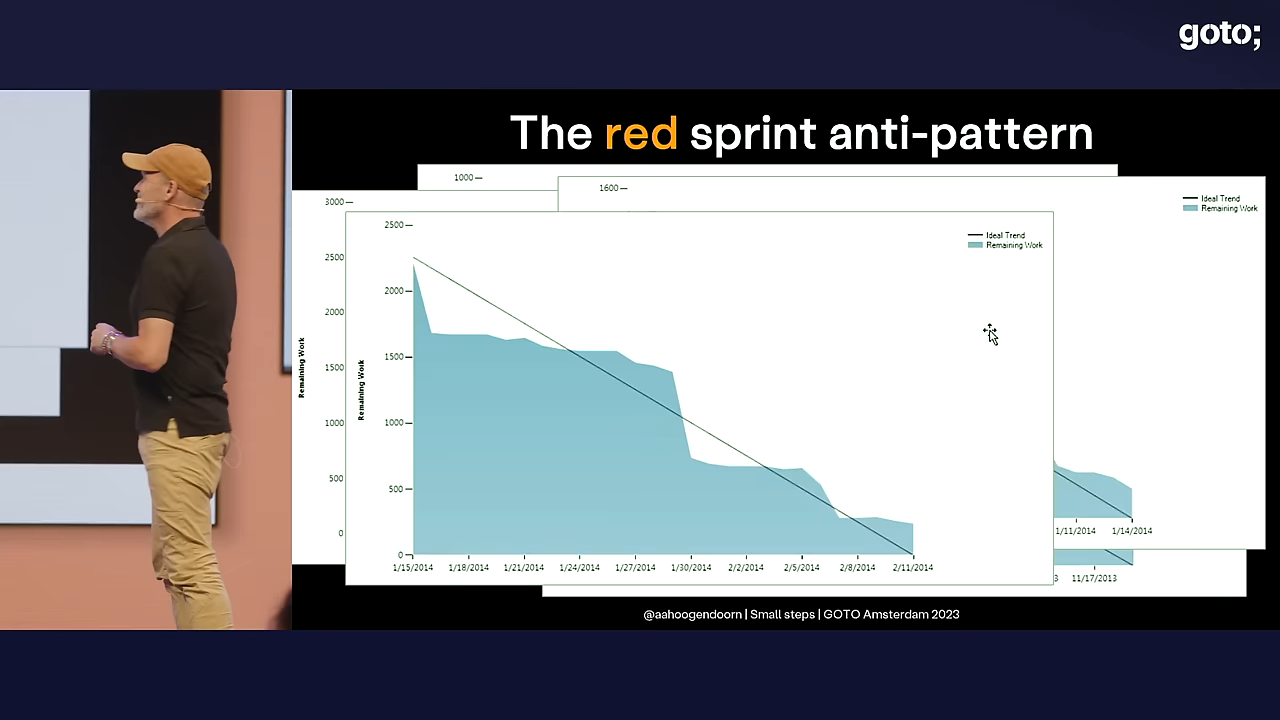 goto;
The red sprint anti-pattern
1000
1600
3000
2500
2000
1500
1000
500
0
Remaining Work
Ideal Trend
Remaining Work
2500
2000
1500
1000
500
0
Remaining Work
Ideal Trend
Remaining Work
1/15/2014 1/18/2014 1/21/2014 1/24/2014 1/27/2014 1/30/2014 2/2/2014 2/5/2014 2/8/2014 2/11/2014
1/11/2014 1/14/2014
3 11/17/2013
@aahoogendoorn | Small steps | GOTO Amsterdam 2023